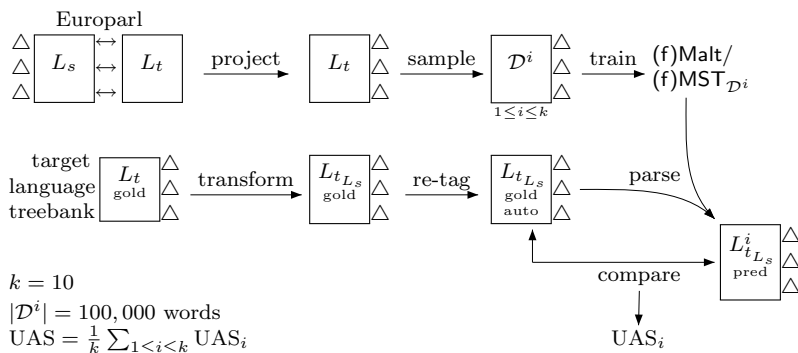 Europarl
△ L_s ↔ L_t
project
L_t △
sample
𝒟^i △
1≤i≤k
train
(f)Malt/
(f)MST_{𝒟^i}
target
language
treebank
L_t
gold
transform
L_{t_{L_s}}
gold
re-tag
L_{t_{L_s}}
gold
auto
parse
L^i_{t_{L_s}}
pred
compare
UAS_i
k = 10
|𝒟^i| = 100,000 words
UAS = 1/k ∑_{1<i<k} UAS_i